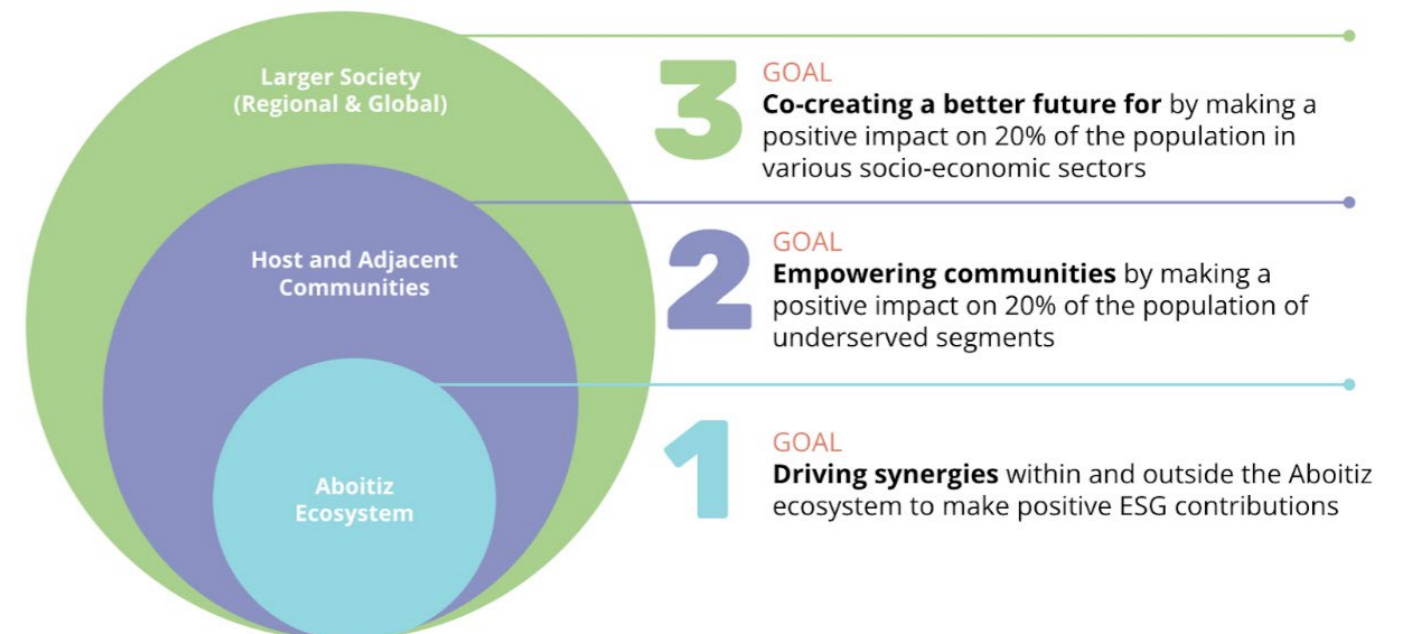 Larger Society
(Regional & Global)
3
GOAL
Co-creating a better future for by making a
positive impact on 20% of the population in
various socio-economic sectors
Host and Adjacent
Communities
2
GOAL
Empowering communities by making a
positive impact on 20% of the population of
underserved segments
Aboitiz
Ecosystem
1
GOAL
Driving synergies within and outside the Aboitiz
ecosystem to make positive ESG contributions